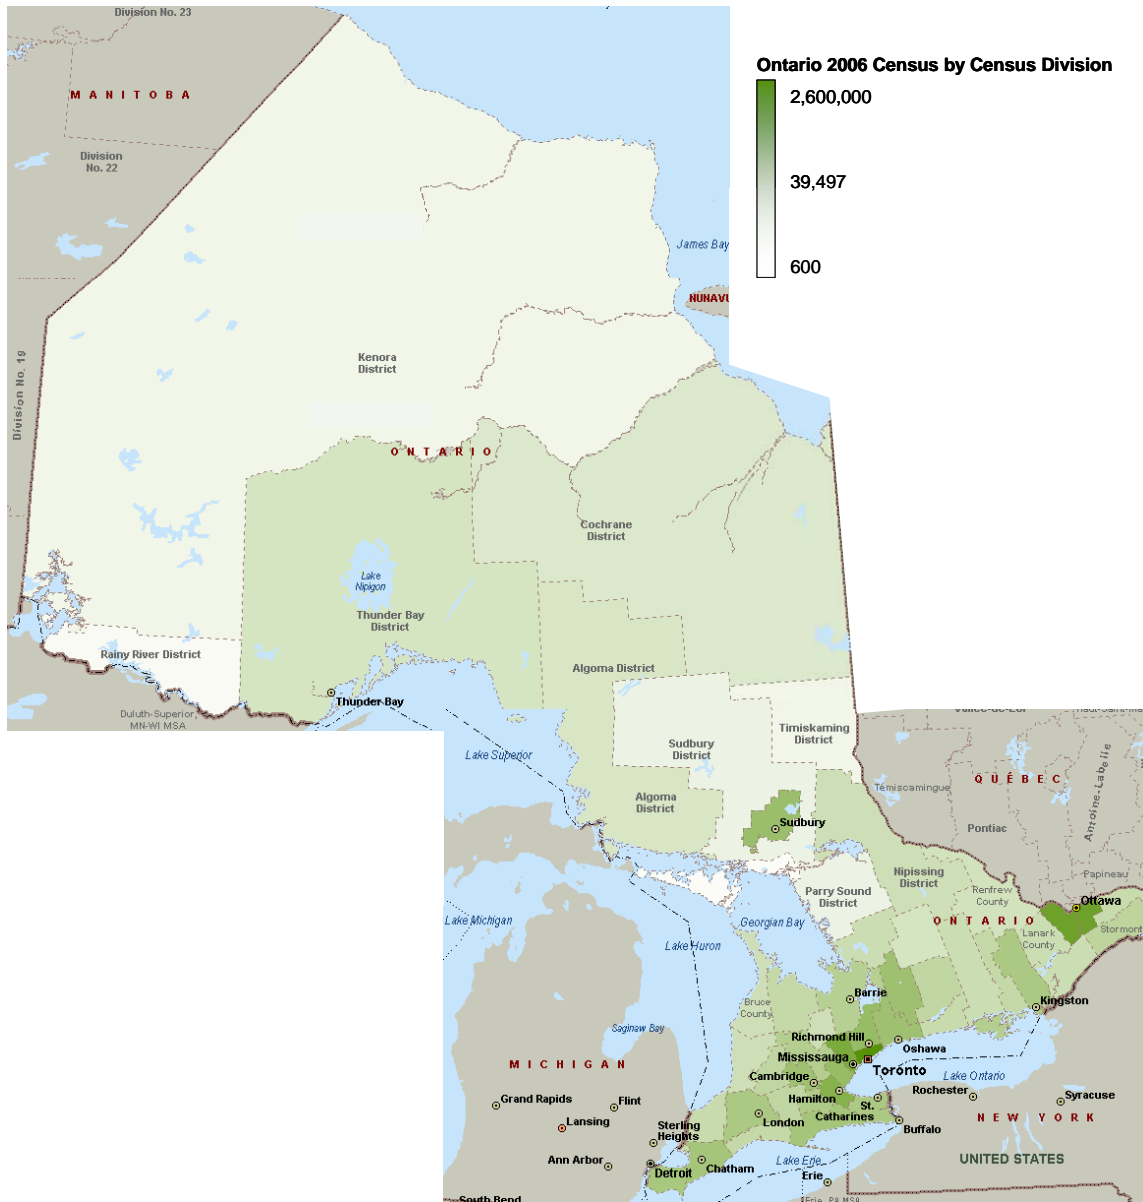 Division No. 23
MANITOBA
Division
No. 22
Ontario 2006 Census by Census Division
2,600,000
39,497
600
James Bay
NUNAVU
Division No. 19
Kenora
District
ONTARIO
Cochrane
District
Lake
Nipigon
Thunder Bay
District
Rainy River District
Algoma District
Thunder Bay
Duluth-Superior,
MN-WI MSA
Timiskaming
District
Sudbury
District
Lake Superior
Algoma
District
Sudbury
QUÉBEC
Témiscamingue
Antoine-Labelle
Pontiac
Papineau
Nipissing
District
Parry Sound
District
Renfrew
County
Ottawa
ONTARIO
Lanark
County
Stormont
Lake Michigan
Georgian Bay
Lake Huron
Barrie
Kingston
Bruce
County
Saginaw Bay
Richmond Hill
Oshawa
Mississauga
Toronto
MICHIGAN
Cambridge
Lake Ontario
Grand Rapids
Flint
Hamilton
St.
Catharines
Rochester
Syracuse
NEW YORK
Lansing
London
Buffalo
Sterling
Heights
Ann Arbor
Detroit
Chatham
Lake Erie
Erie
UNITED STATES
South Bend
Erie, PA MSA